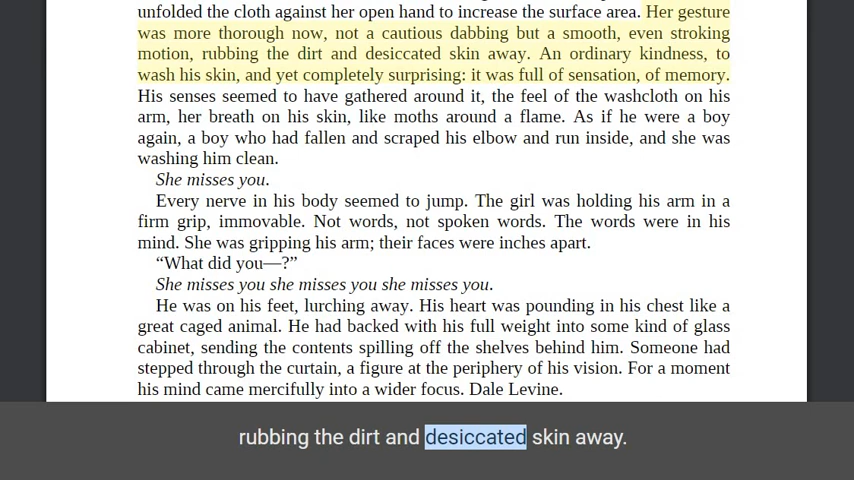 unfolded the cloth against her open hand to increase the surface area. Her gesture
was more thorough now, not a cautious dabbing but a smooth, even stroking
motion, rubbing the dirt and desiccated skin away. An ordinary kindness, to
wash his skin, and yet completely surprising: it was full of sensation, of memory.
His senses seemed to have gathered around it, the feel of the washcloth on his
arm, her breath on his skin, like moths around a flame. As if he were a boy
again, a boy who had fallen and scraped his elbow and run inside, and she was
washing him clean.
She misses you.
Every nerve in his body seemed to jump. The girl was holding his arm in a
firm grip, immovable. Not words, not spoken words. The words were in his
mind. She was gripping his arm; their faces were inches apart.
“What did you—?”
She misses you she misses you she misses you.
He was on his feet, lurching away. His heart was pounding in his chest like a
great caged animal. He had backed with his full weight into some kind of glass
cabinet, sending the contents spilling off the shelves behind him. Someone had
stepped through the curtain, a figure at the periphery of his vision. For a moment
his mind came mercifully into a wider focus. Dale Levine.
rubbing the dirt and desiccated skin away.